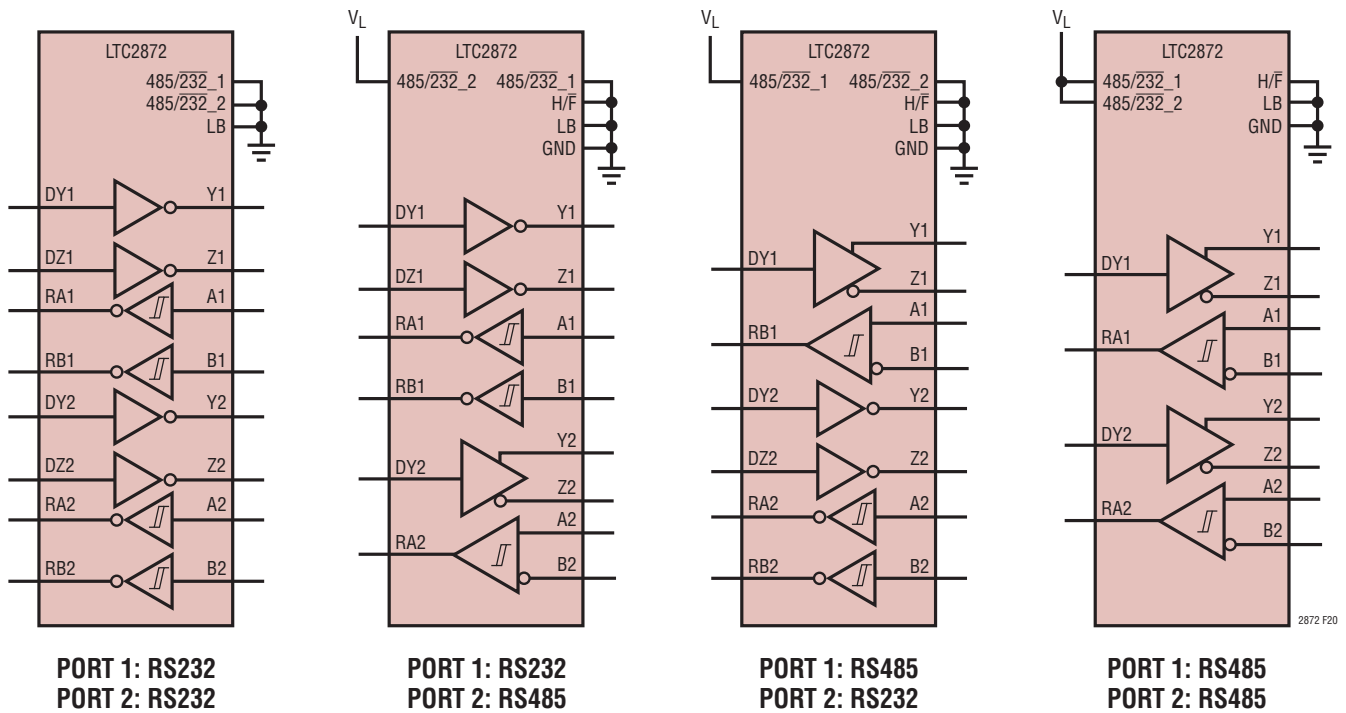 VL
LTC2872
485/232_1
485/232_2
LB
DY1
Y1
DZ1
Z1
RA1
A1
RB1
B1
DY2
Y2
DZ2
Z2
RA2
A2
RB2
B2
PORT 1: RS232
PORT 2: RS232
LTC2872
485/232_2 485/232_1
H/F
LB
GND
DY1
Y1
DZ1
Z1
RA1
A1
RB1
B1
DY2
Y2
Z2
RA2
A2
B2
PORT 1: RS232
PORT 2: RS485
VL
LTC2872
485/232_1 485/232_2
H/F
LB
GND
DY1
Y1
Z1
RB1
A1
B1
DY2
Y2
DZ2
Z2
RA2
A2
RB2
B2
PORT 1: RS485
PORT 2: RS232
VL
LTC2872
485/232_1 H/F
485/232_2 LB
GND
DY1
Y1
Z1
RA1
A1
B1
DY2
Y2
Z2
RA2
A2
B2
2872 F20
PORT 1: RS485
PORT 2: RS485